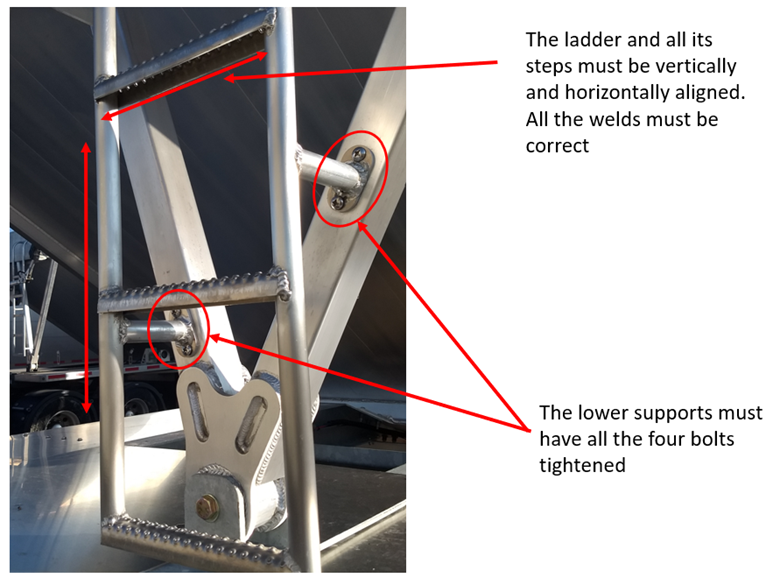 The ladder and all its
steps must be vertically
and horizontally aligned.
All the welds must be
correct
The lower supports must
have all the four bolts
tightened